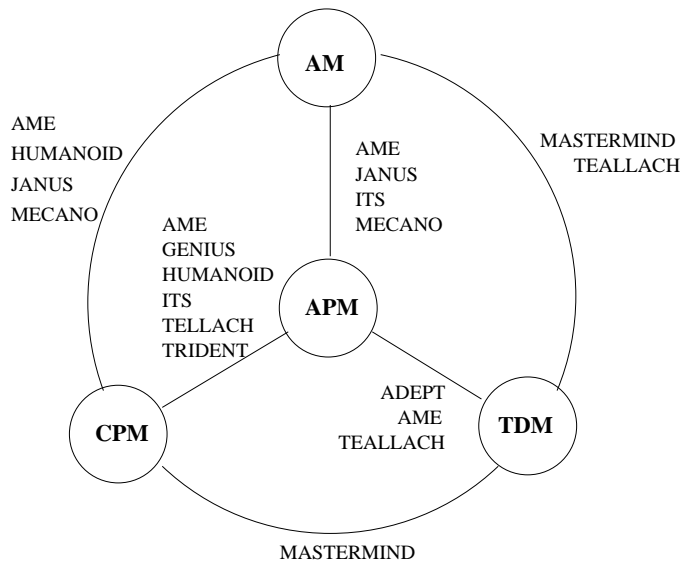 AM
AME
HUMANOID
JANUS
MECANO
MASTERMIND
TEALLACH
AME
JANUS
ITS
MECANO
AME
GENIUS
HUMANOID
ITS
TELLACH
TRIDENT
APM
ADEPT
AME
TEALLACH
CPM
TDM
MASTERMIND